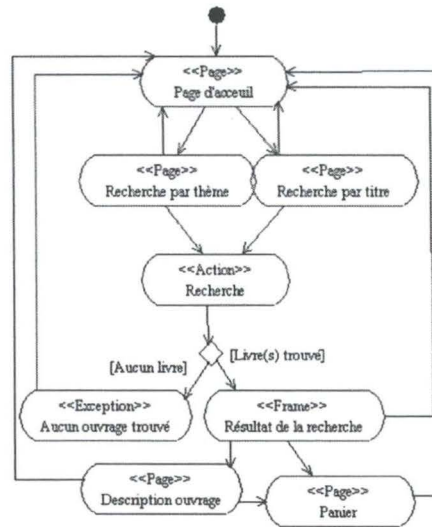 <<Page>>
Page d'acceuil
<<Page>>
Recherche par thème
<<Page>>
Recherche par titre
<<Action>>
Recherche
[Aucun livre]
[Livre(s) trouvé]
<<Exception>>
Aucun ouvrage trouvé
<<Frame>>
Résultat de la recherche
<<Page>>
Description ouvrage
<<Page>>
Panier